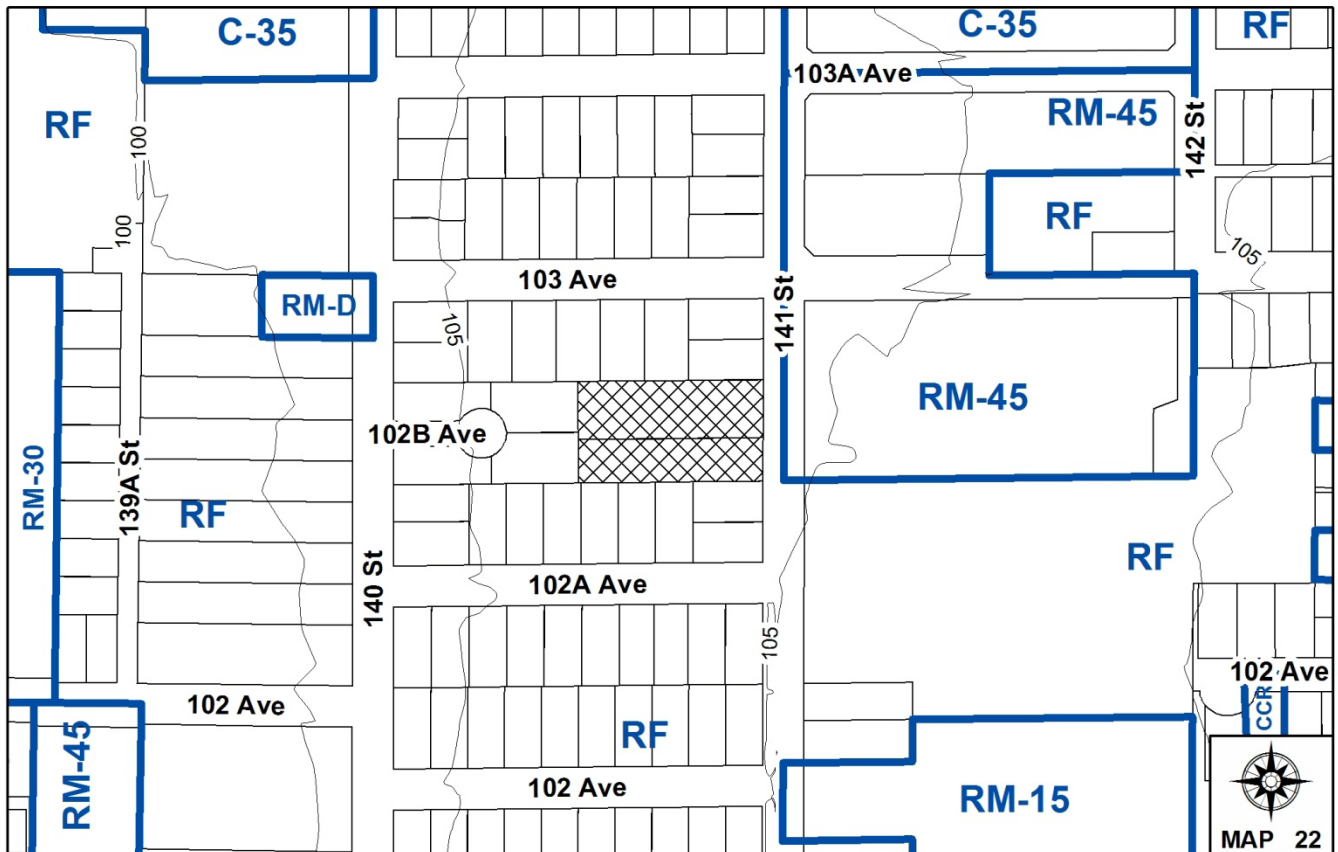 C-35
C-35
RF
103A Ave
RF
RM-45
100
142 St
RF
100
105
103 Ave
RM-D
141 St
105
RM-45
102B Ave
RM-30
139A St
RF
RF
140 St
102A Ave
105
102 Ave
102 Ave
CCR
RM-45
RF
102 Ave
RM-15
MAP 22